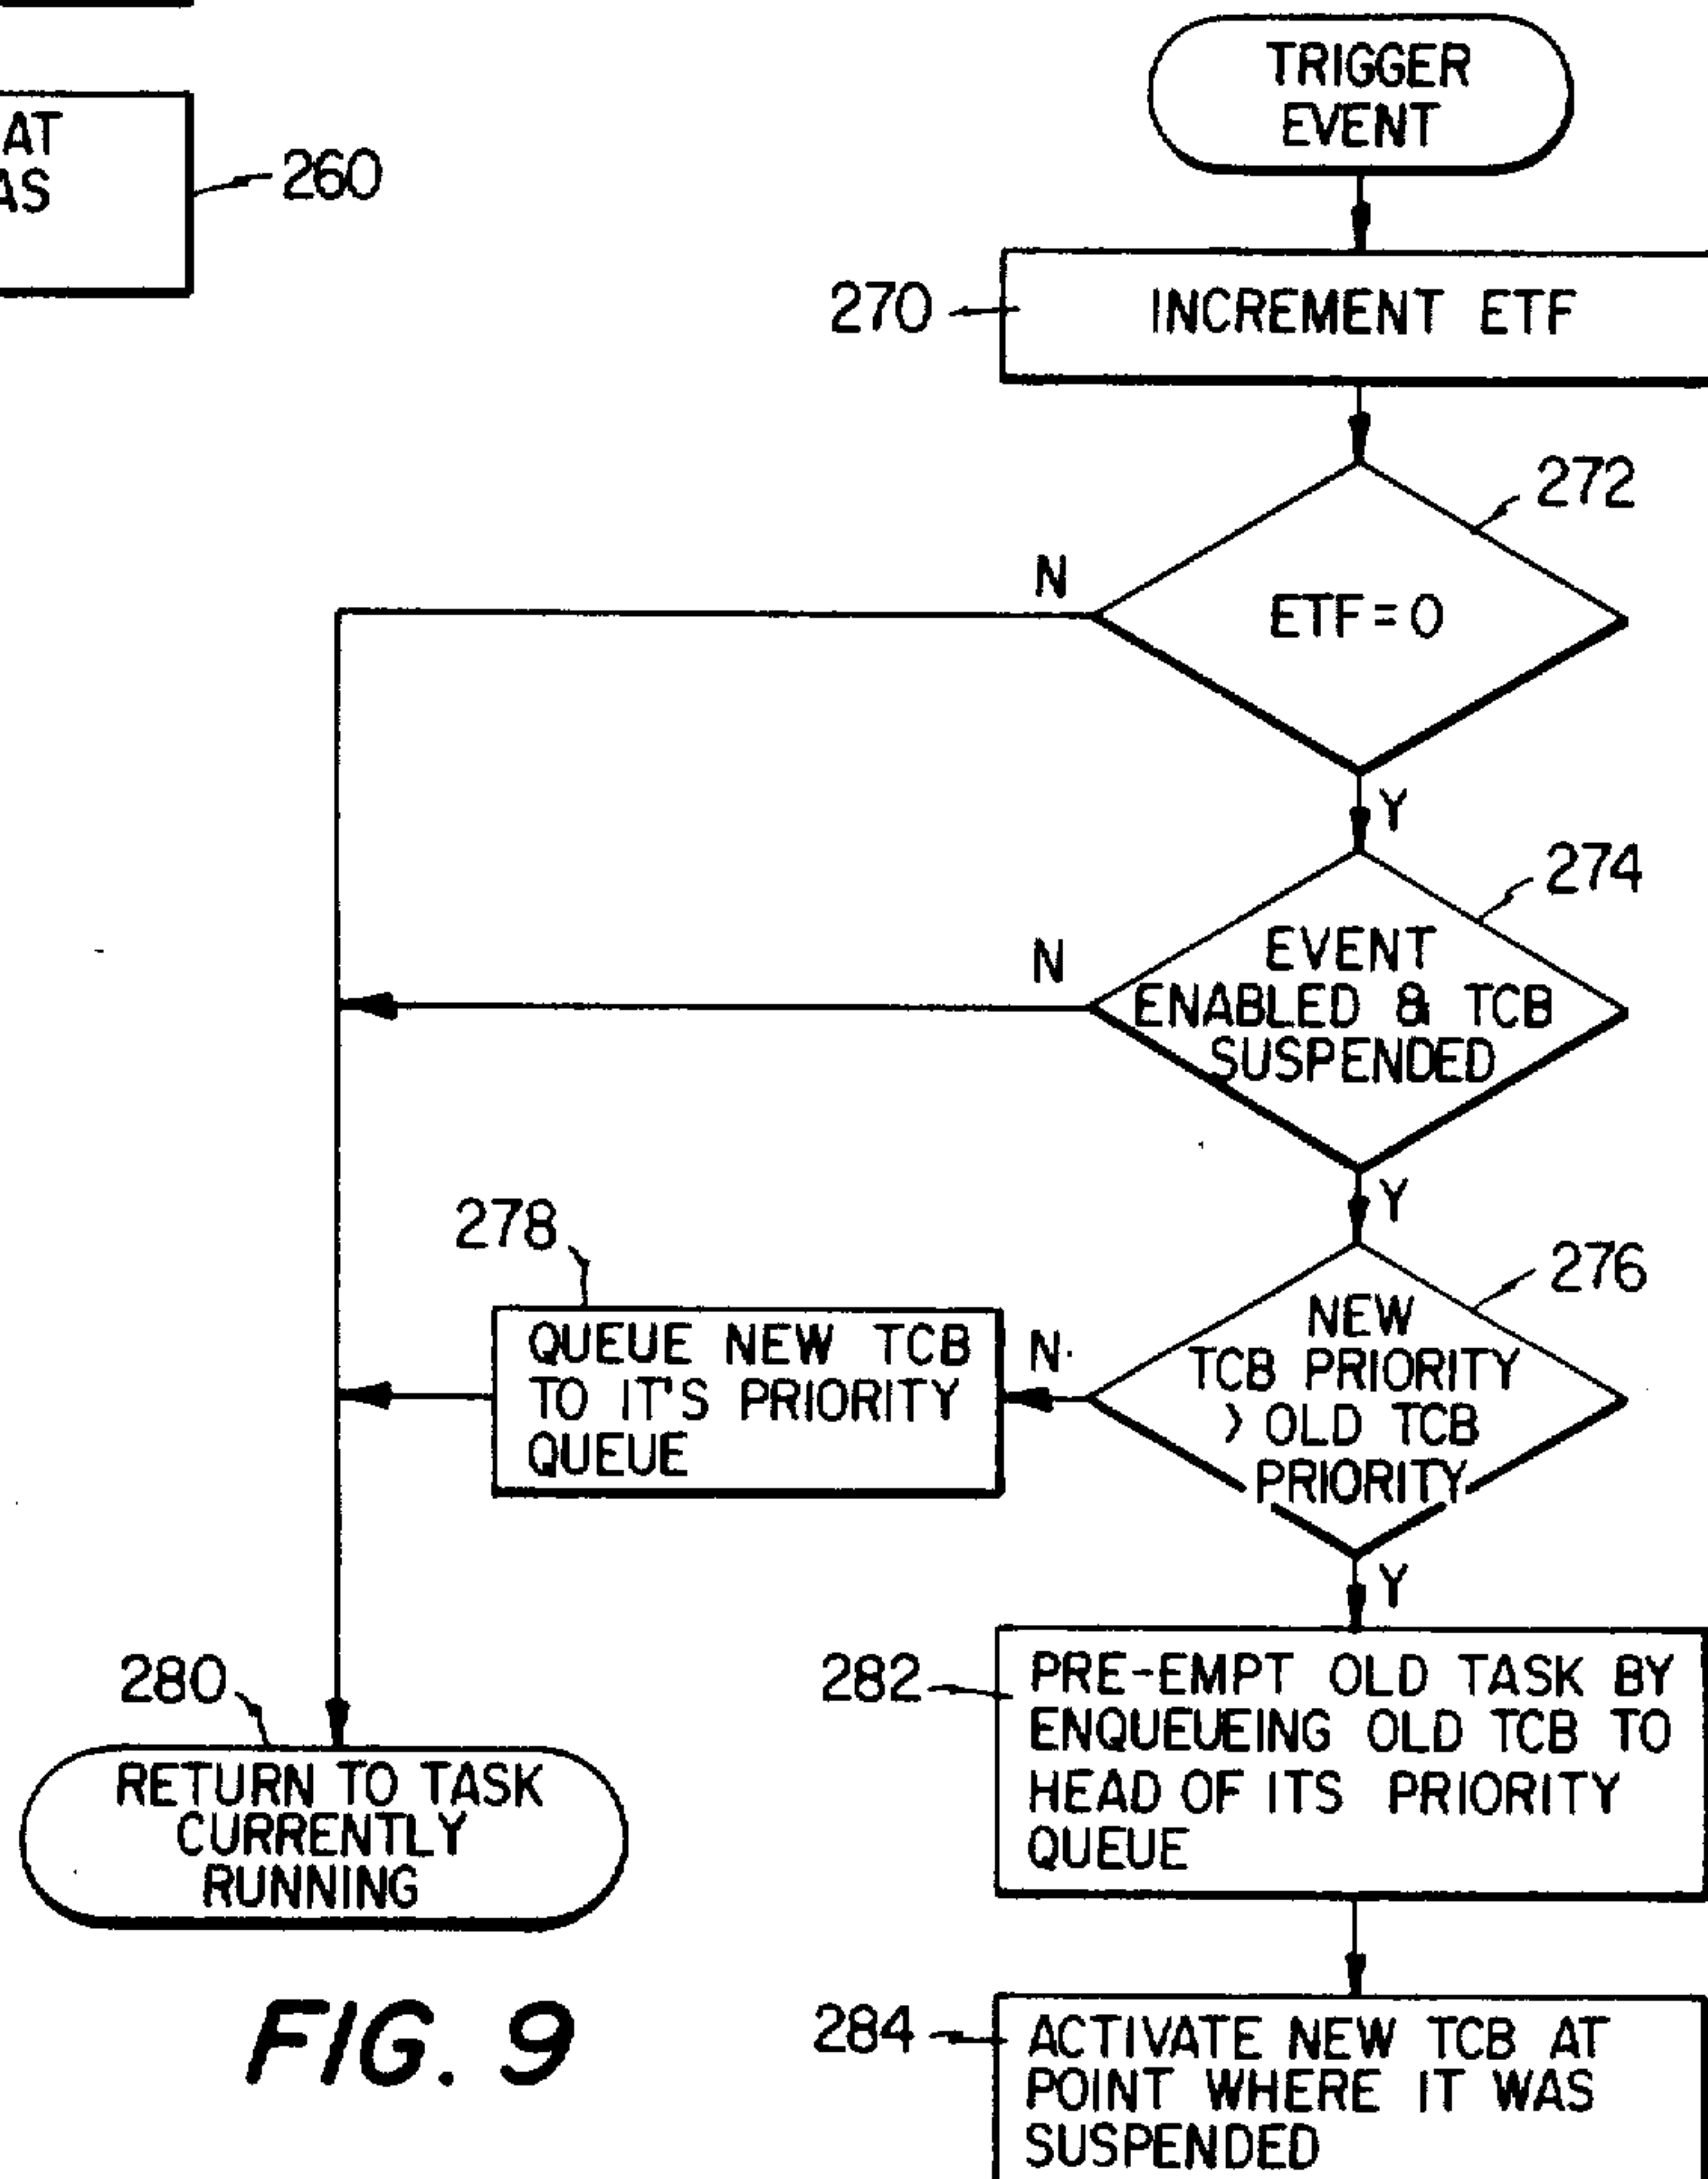 AT
AS
260
TRIGGER
EVENT
270
INCREMENT ETF
272
N
ETF=0
Y
274
N
EVENT
ENABLED & TCB
SUSPENDED
Y
276
278
NEW
TCB PRIORITY
> OLD TCB
PRIORITY
N
QUEUE NEW TCB
TO IT'S PRIORITY
QUEUE
Y
280
RETURN TO TASK
CURRENTLY
RUNNING
282
PRE-EMPT OLD TASK BY
ENQUEUEING OLD TCB TO
HEAD OF ITS PRIORITY
QUEUE
284
ACTIVATE NEW TCB AT
POINT WHERE IT WAS
SUSPENDED
FIG. 9